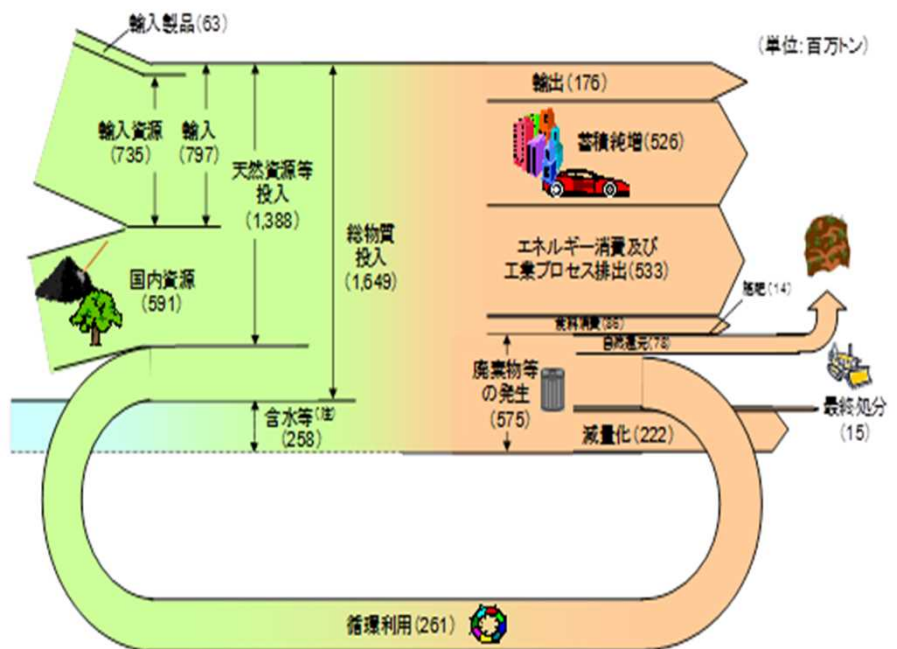 輸入製品(63)
(単位:百万トン)
輸出(176)
輸入資源
(735)
輸入
(797)
蓄積純増(526)
天然資源等
投入
(1,388)
総物質
投入
(1,649)
エネルギー消費及び
工業プロセス排出(533)
国内資源
(591)
施肥(14)
食料消費(86)
自然還元(78)
廃棄物等
の発生
(575)
最終処分
(15)
含水等(注)
(258)
減量化(222)
循環利用(261)